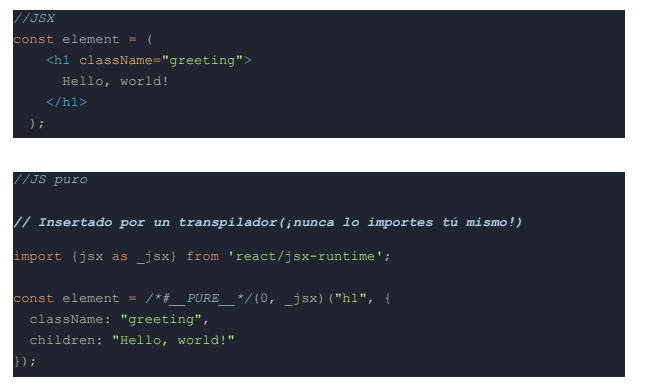 //JSX
const element = (
    <h1 className="greeting">
      Hello, world!
    </h1>
  );
//JS puro
// Insertado por un transpilador(¡nunca lo importes tú mismo!)
import {jsx as _jsx} from 'react/jsx-runtime';
const element = /*#__PURE__*/(0, _jsx)("h1", {
  className: "greeting",
  children: "Hello, world!"
});